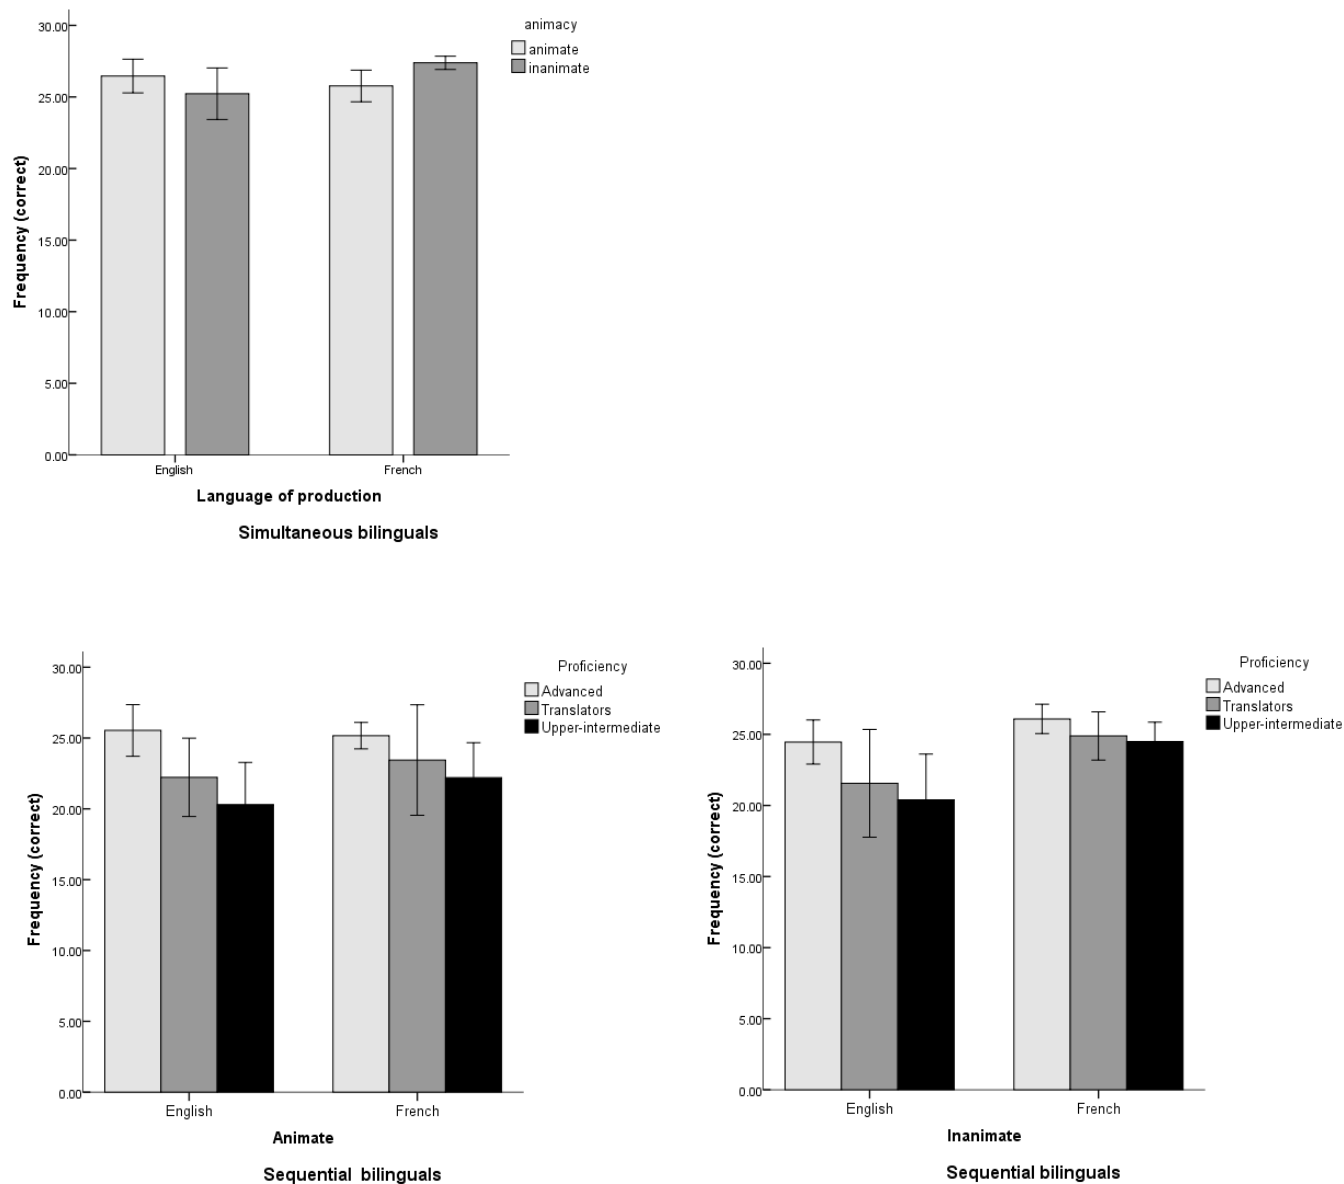 animacy
animate
inanimate
30.00
25.00
20.00
15.00
10.00
5.00
0.00
Frequency (correct)
English
French
Language of production
Simultaneous bilinguals
Proficiency
Advanced
Translators
Upper-intermediate
30.00
25.00
20.00
15.00
10.00
5.00
0.00
Frequency (correct)
English
French
Animate
Sequential bilinguals
Proficiency
Advanced
Translators
Upper-intermediate
30.00
25.00
20.00
15.00
10.00
5.00
0.00
Frequency (correct)
English
French
Inanimate
Sequential bilinguals